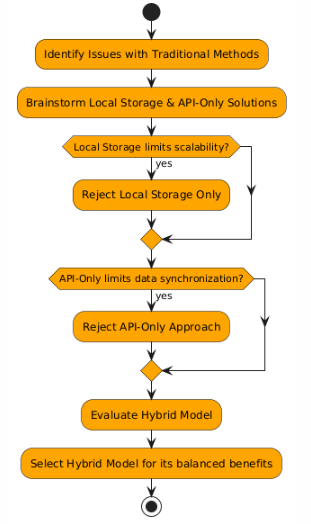 Identify Issues with Traditional Methods
Brainstorm Local Storage & API-Only Solutions
Local Storage limits scalability?
yes
Reject Local Storage Only
API-Only limits data synchronization?
yes
Reject API-Only Approach
Evaluate Hybrid Model
Select Hybrid Model for its balanced benefits